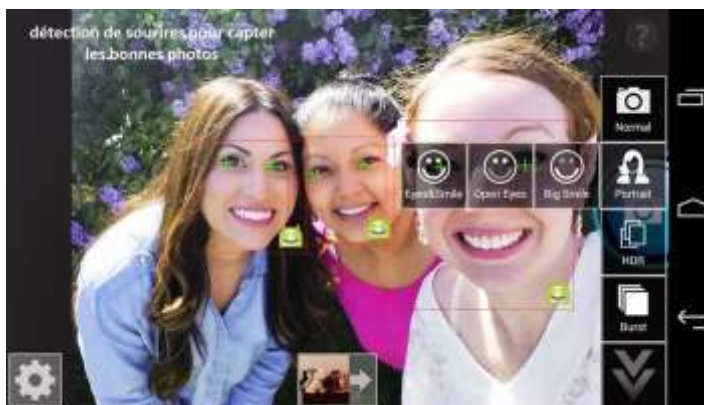 détection de sourires pour capter
les bonnes photos
?
Normal
Eyes&Smile
Open Eyes
Big Smile
Portrait
HDR
Burst